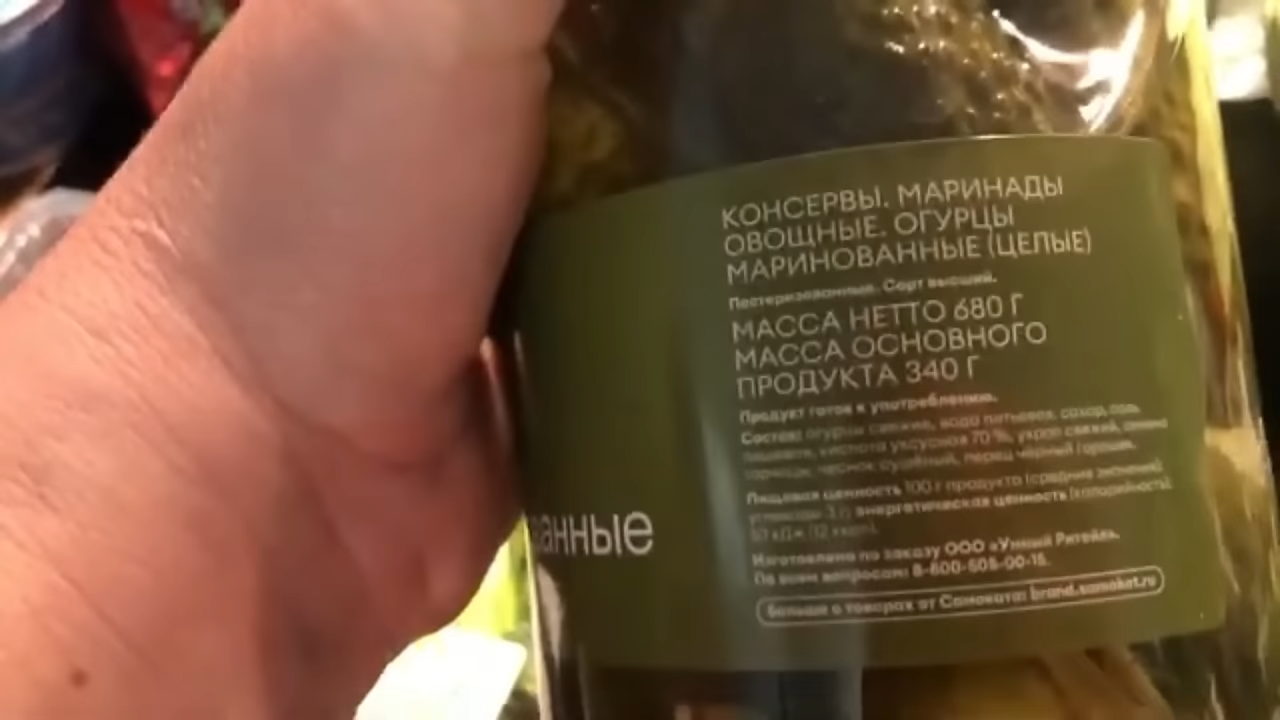 КОНСЕРВЫ. МАРИНАДЫ
ОВОЩНЫЕ. ОГУРЦЫ
МАРИНОВАННЫЕ (ЦЕЛЫЕ)
Пастеризованные. Сорт высший.
МАССА НЕТТО 680 Г
МАССА ОСНОВНОГО
ПРОДУКТА 340 Г
Продукт готов к употреблению.
Состав: огурцы свежие, вода питьевая, сахар, соль
кислота уксусная 70 %, укроп свежий, семена
горчицы, чеснок сушёный, перец чёрный горошек.
Пищевая ценность 100 г продукта (средние значения):
углеводы 3 г; энергетическая ценность (калорийность):
50 кДж (12 ккал).
Изготовлено по заказу ООО «Умный Ритейл».
По всем вопросам: 8-800-505-00-15.
больше о товарах от Самоката: brand.samokat.ru
ванные